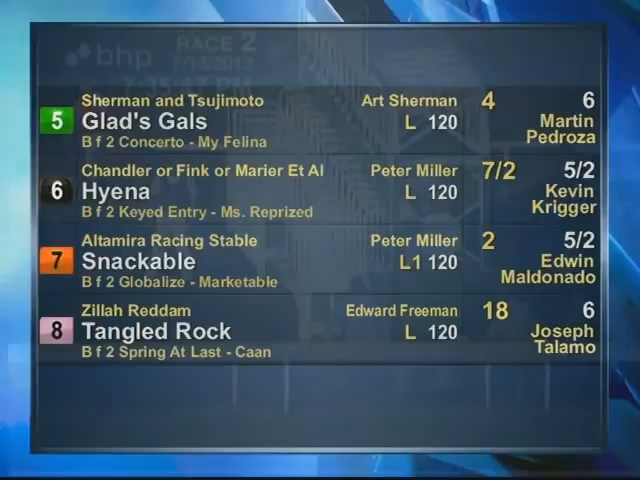 bhp
RACE 2
5
Sherman and Tsujimoto
Art Sherman
4
6
Glad's Gals
L 120
Martin
Pedroza
B f 2 Concerto - My Felina
6
Chandler or Fink or Marier Et Al
Peter Miller
7/2
5/2
Hyena
L 120
Kevin
Krigger
B f 2 Keyed Entry - Ms. Reprized
7
Altamira Racing Stable
Peter Miller
2
5/2
Snackable
L1 120
Edwin
Maldonado
B f 2 Globalize - Marketable
8
Zillah Reddam
Edward Freeman
18
6
Tangled Rock
L 120
Joseph
Talamo
B f 2 Spring At Last - Caan